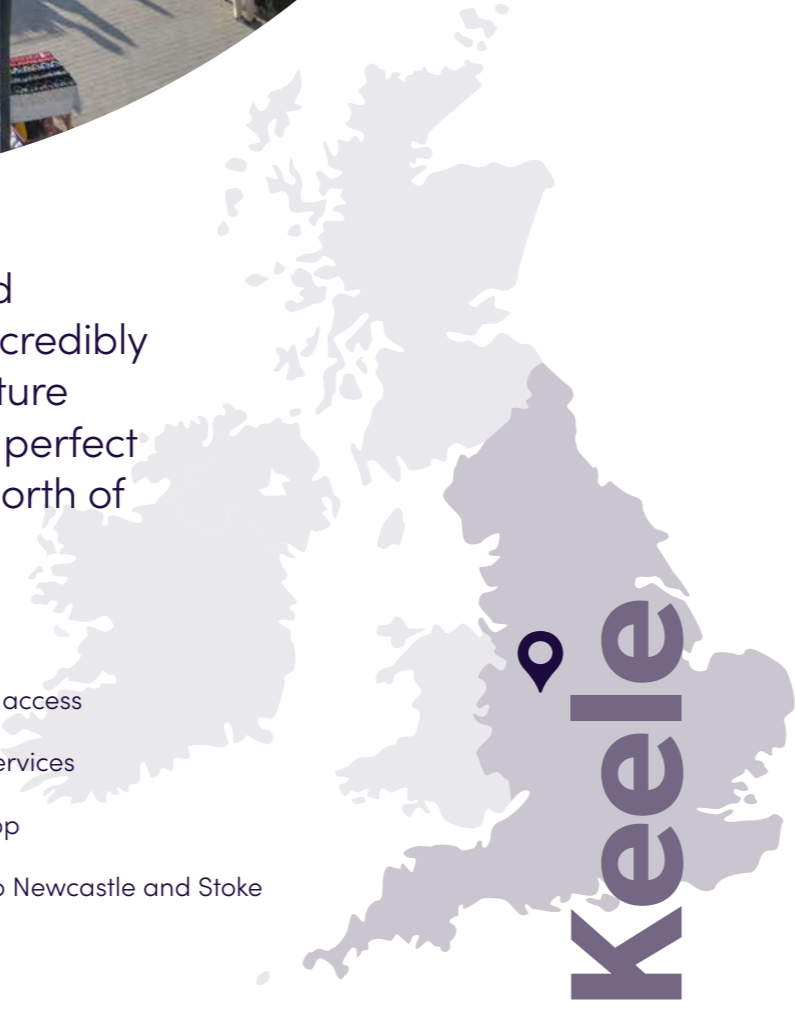 credibly
ture
perfect
orth of
access
ervices
Newcastle and Stoke
Keele